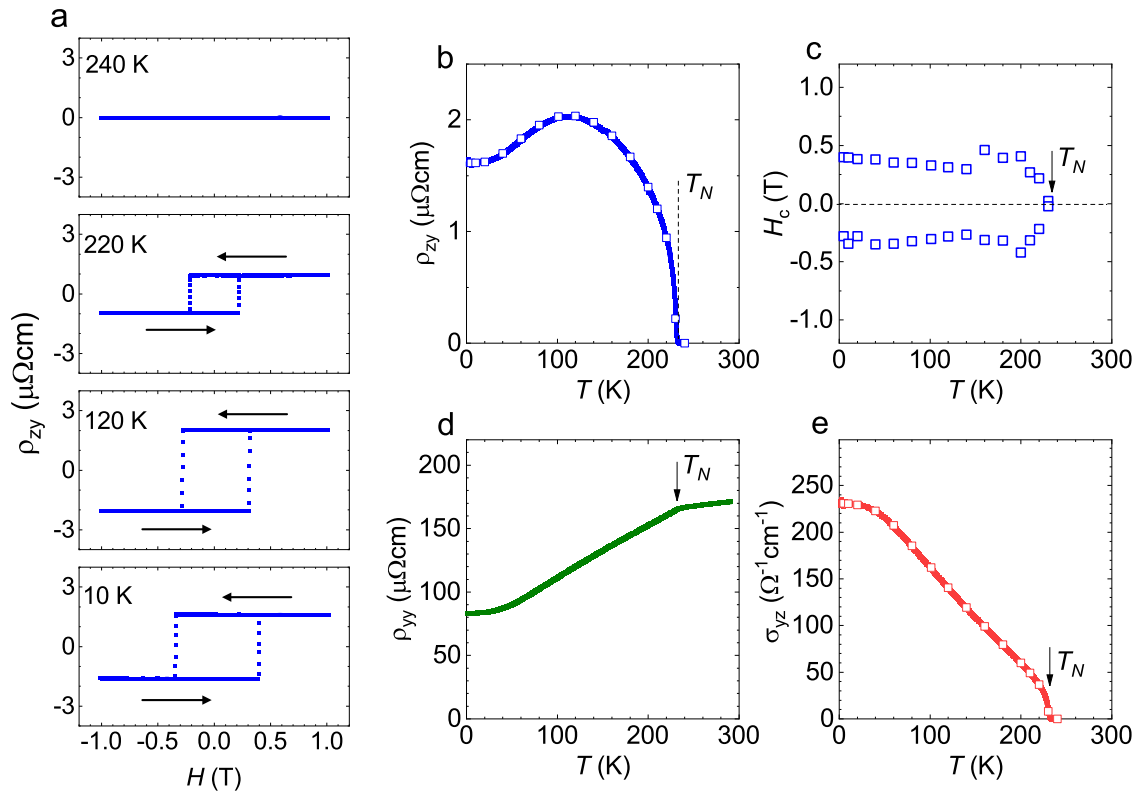 a
240 K
3
0
-3
220 K
3
0
-3
120 K
3
0
-3
10 K
3
0
-3
-1.0 -0.5 0.0 0.5 1.0
H (T)
ρzy (μΩcm)
b
TN
2
1
0
0 100 200 300
T (K)
ρzy (μΩcm)
c
TN
1.0
0.5
0.0
-0.5
-1.0
0 100 200 300
T (K)
Hc (T)
d
TN
200
150
100
50
0
0 100 200 300
T (K)
ρyy (μΩcm)
e
TN
250
200
150
100
50
0
0 100 200 300
T (K)
σyz (Ω-1cm-1)